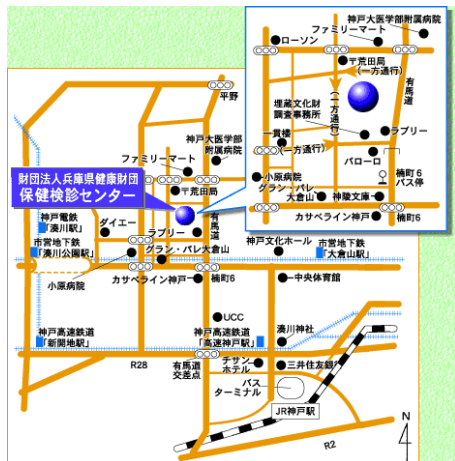 神戸大医学部附属病院
ファミリーマート
ローソン
〒荒田局
(一方通行)
有馬道
(一方通行)
埋蔵文化財
調査事務所
ラブリー
一貫楼
(一方通行)
バローロ
楠町6
バス停
小原病院
グラン・パレ
大倉山
神陵文庫
カサベライン神戸
楠町6
平野
神戸大医学部
附属病院
ファミリーマート
〒荒田局
財団法人兵庫県健康財団
保健検診センター
有馬道
神戸電鉄
「湊川駅」
ダイエー
ラブリー
市営地下鉄
「湊川公園駅」
グラン・パレ大倉山
神戸文化ホール
市営地下鉄
「大倉山駅」
小原病院
カサベライン神戸
楠町6
中央体育館
UCC
神戸高速鉄道
「新開地駅」
神戸高速鉄道
「高速神戸駅」
湊川神社
R28
有馬道
交差点
チサン
ホテル
三井住友銀行
バス
ターミナル
JR神戸駅
R2
N